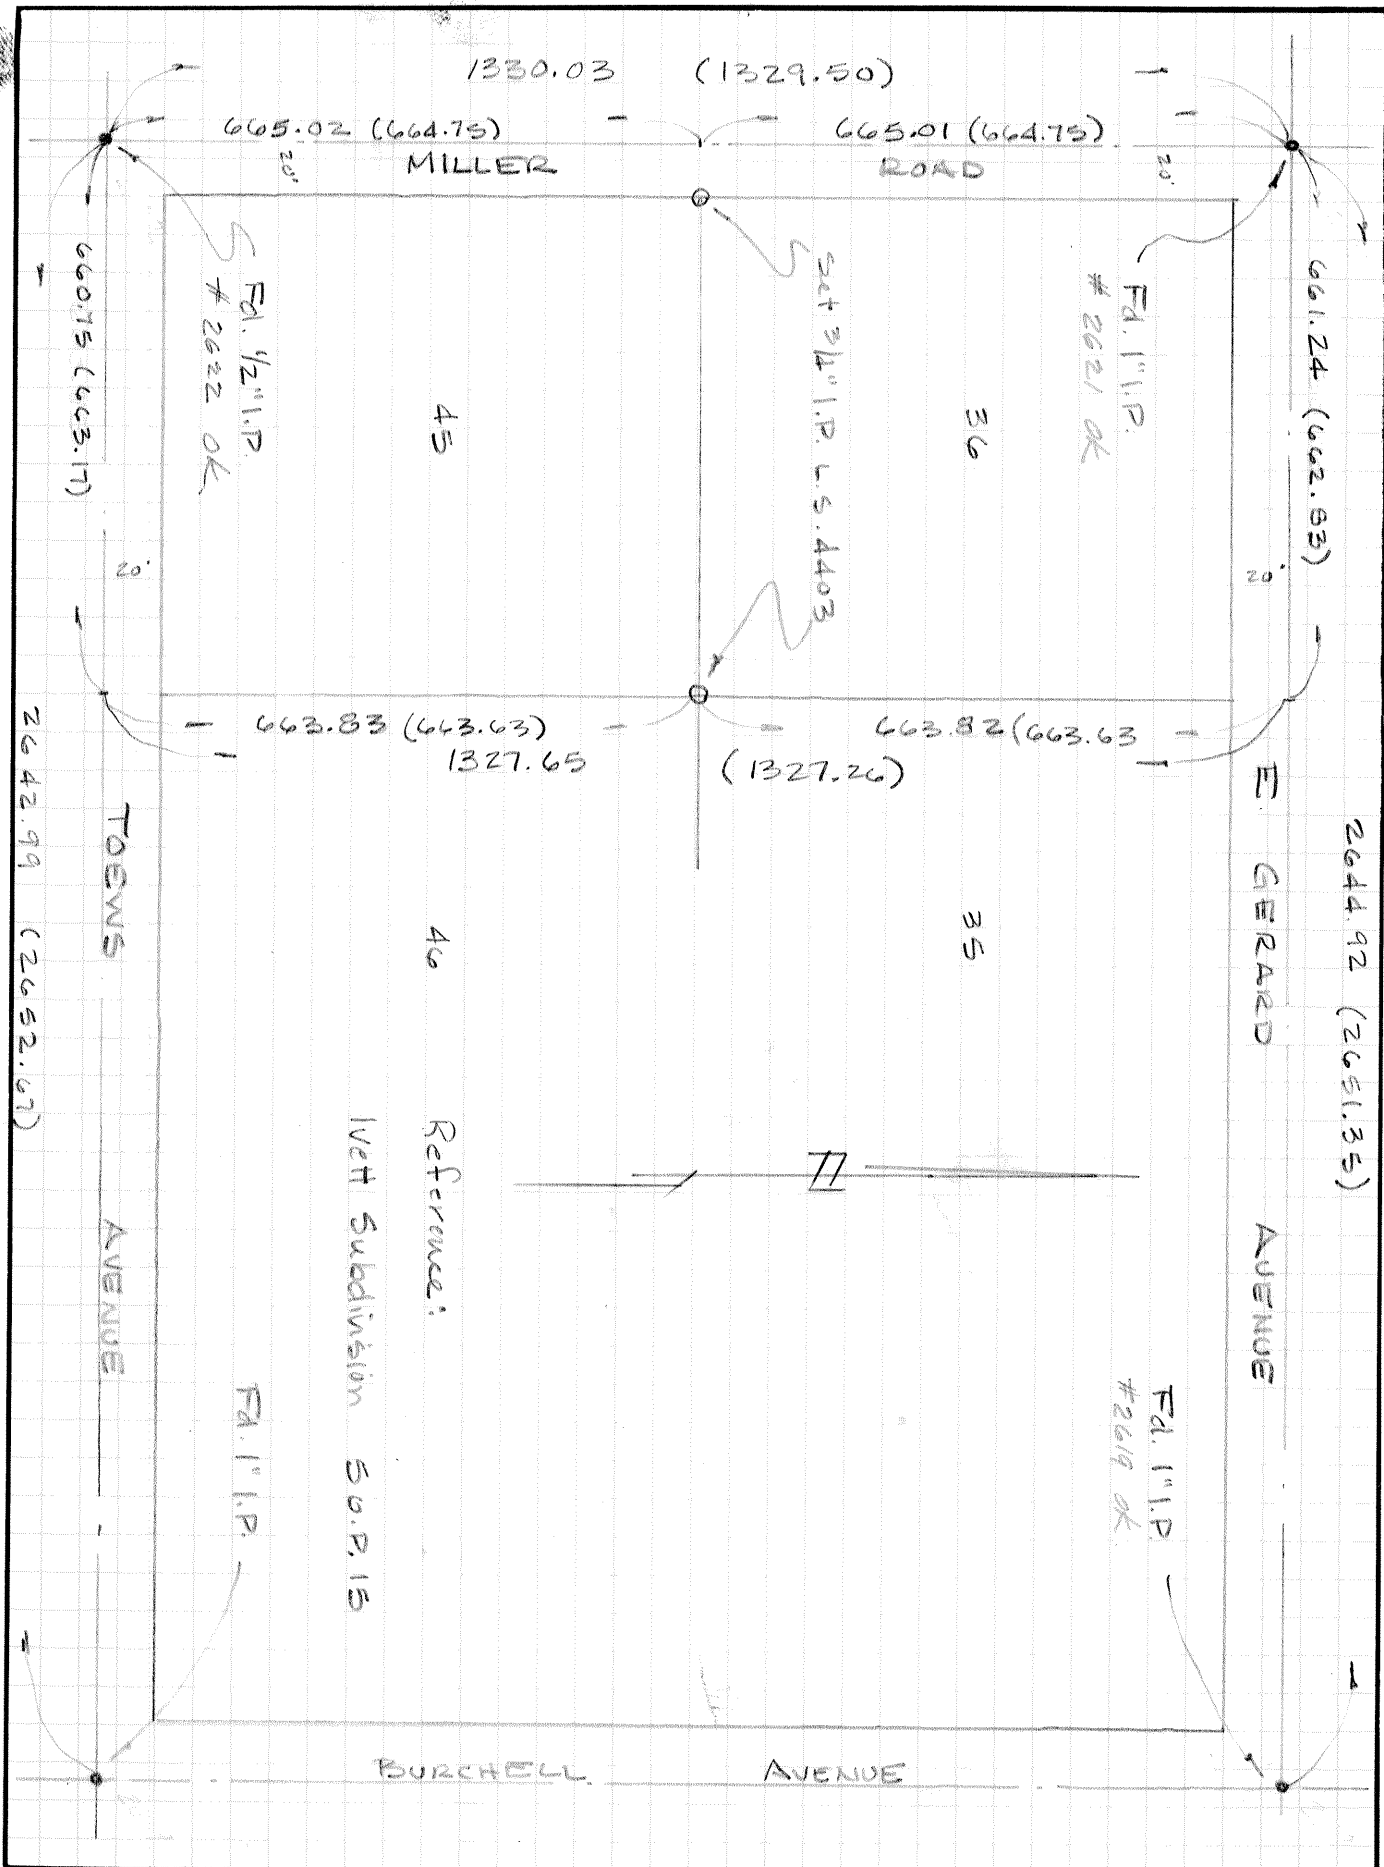 1330.03 (1329.50)
665.02 (664.75)
665.01 (664.75)
20'
MILLER
ROAD
20'
Fd. 1/2" I.P.
# 2622 OK
Set 3/4" I.P. L.S. 4403
Fd. 1" I.P.
# 2621 OK
660.75 (663.17)
661.24 (662.83)
45
36
20'
20'
663.83 (663.63)
663.82 (663.63
1327.65 (1327.26)
2642.99 (2652.67)
TOEWS AVENUE
E GERARD AVENUE
2644.92 (2651.35)
46
35
Reference:
Ivett Subdivision 5 O.P. 15
Fd. 1" I.P.
Fd. 1" I.P.
#2619 OK
BURCHELL AVENUE